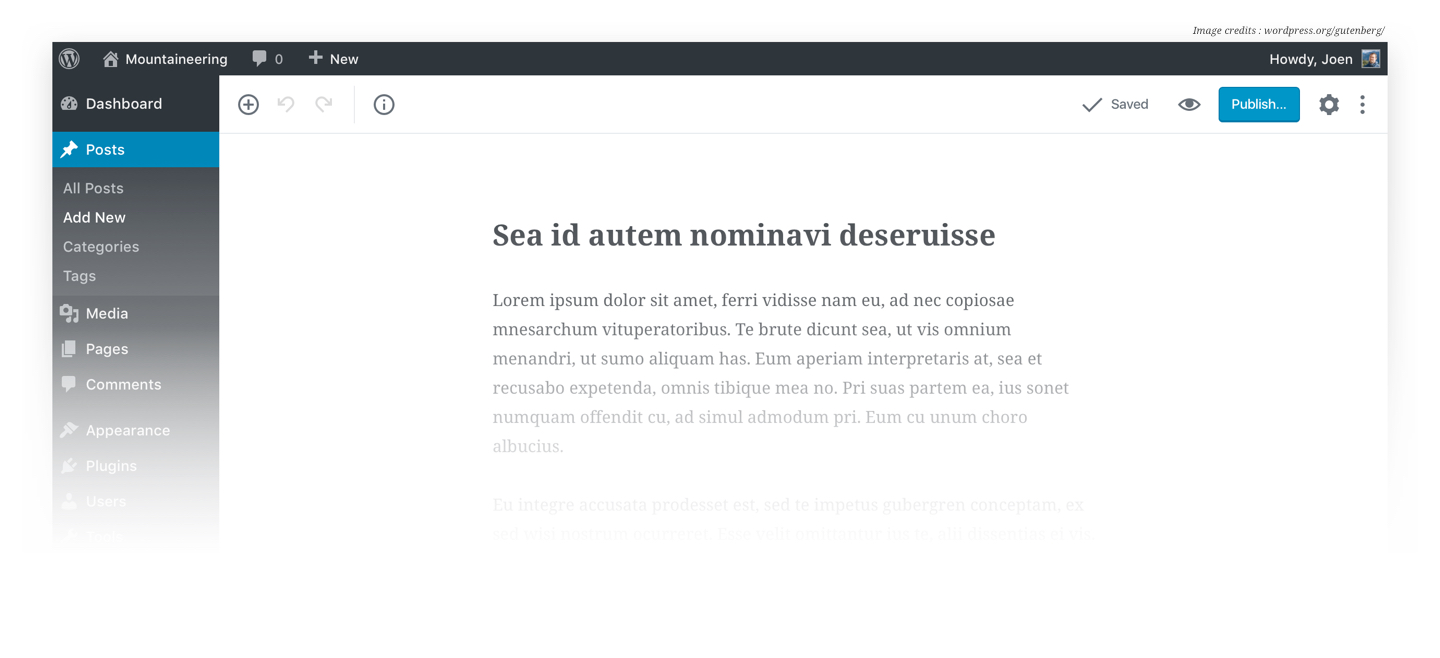 Image credits : wordpress.org/gutenberg/
Mountaineering 0 New Howdy, Joen
Dashboard
Saved Publish...
Posts
All Posts
Add New
Categories
Tags
Media
Pages
Comments
Appearance
Plugins
Users
Sea id autem nominavi deseruisse
Lorem ipsum dolor sit amet, ferri vidisse nam eu, ad nec copiosae
mnesarchum vituperatoribus. Te brute dicunt sea, ut vis omnium
menandri, ut sumo aliquam has. Eum aperiam interpretaris at, sea et
recusabo expetenda, omnis tibique mea no. Pri suas partem ea, ius sonet
numquam offendit cu, ad simul admodum pri. Eum cu unum choro
albucius.
Eu integre accusata prodesset est, sed te impetus gubergren conceptam, ex